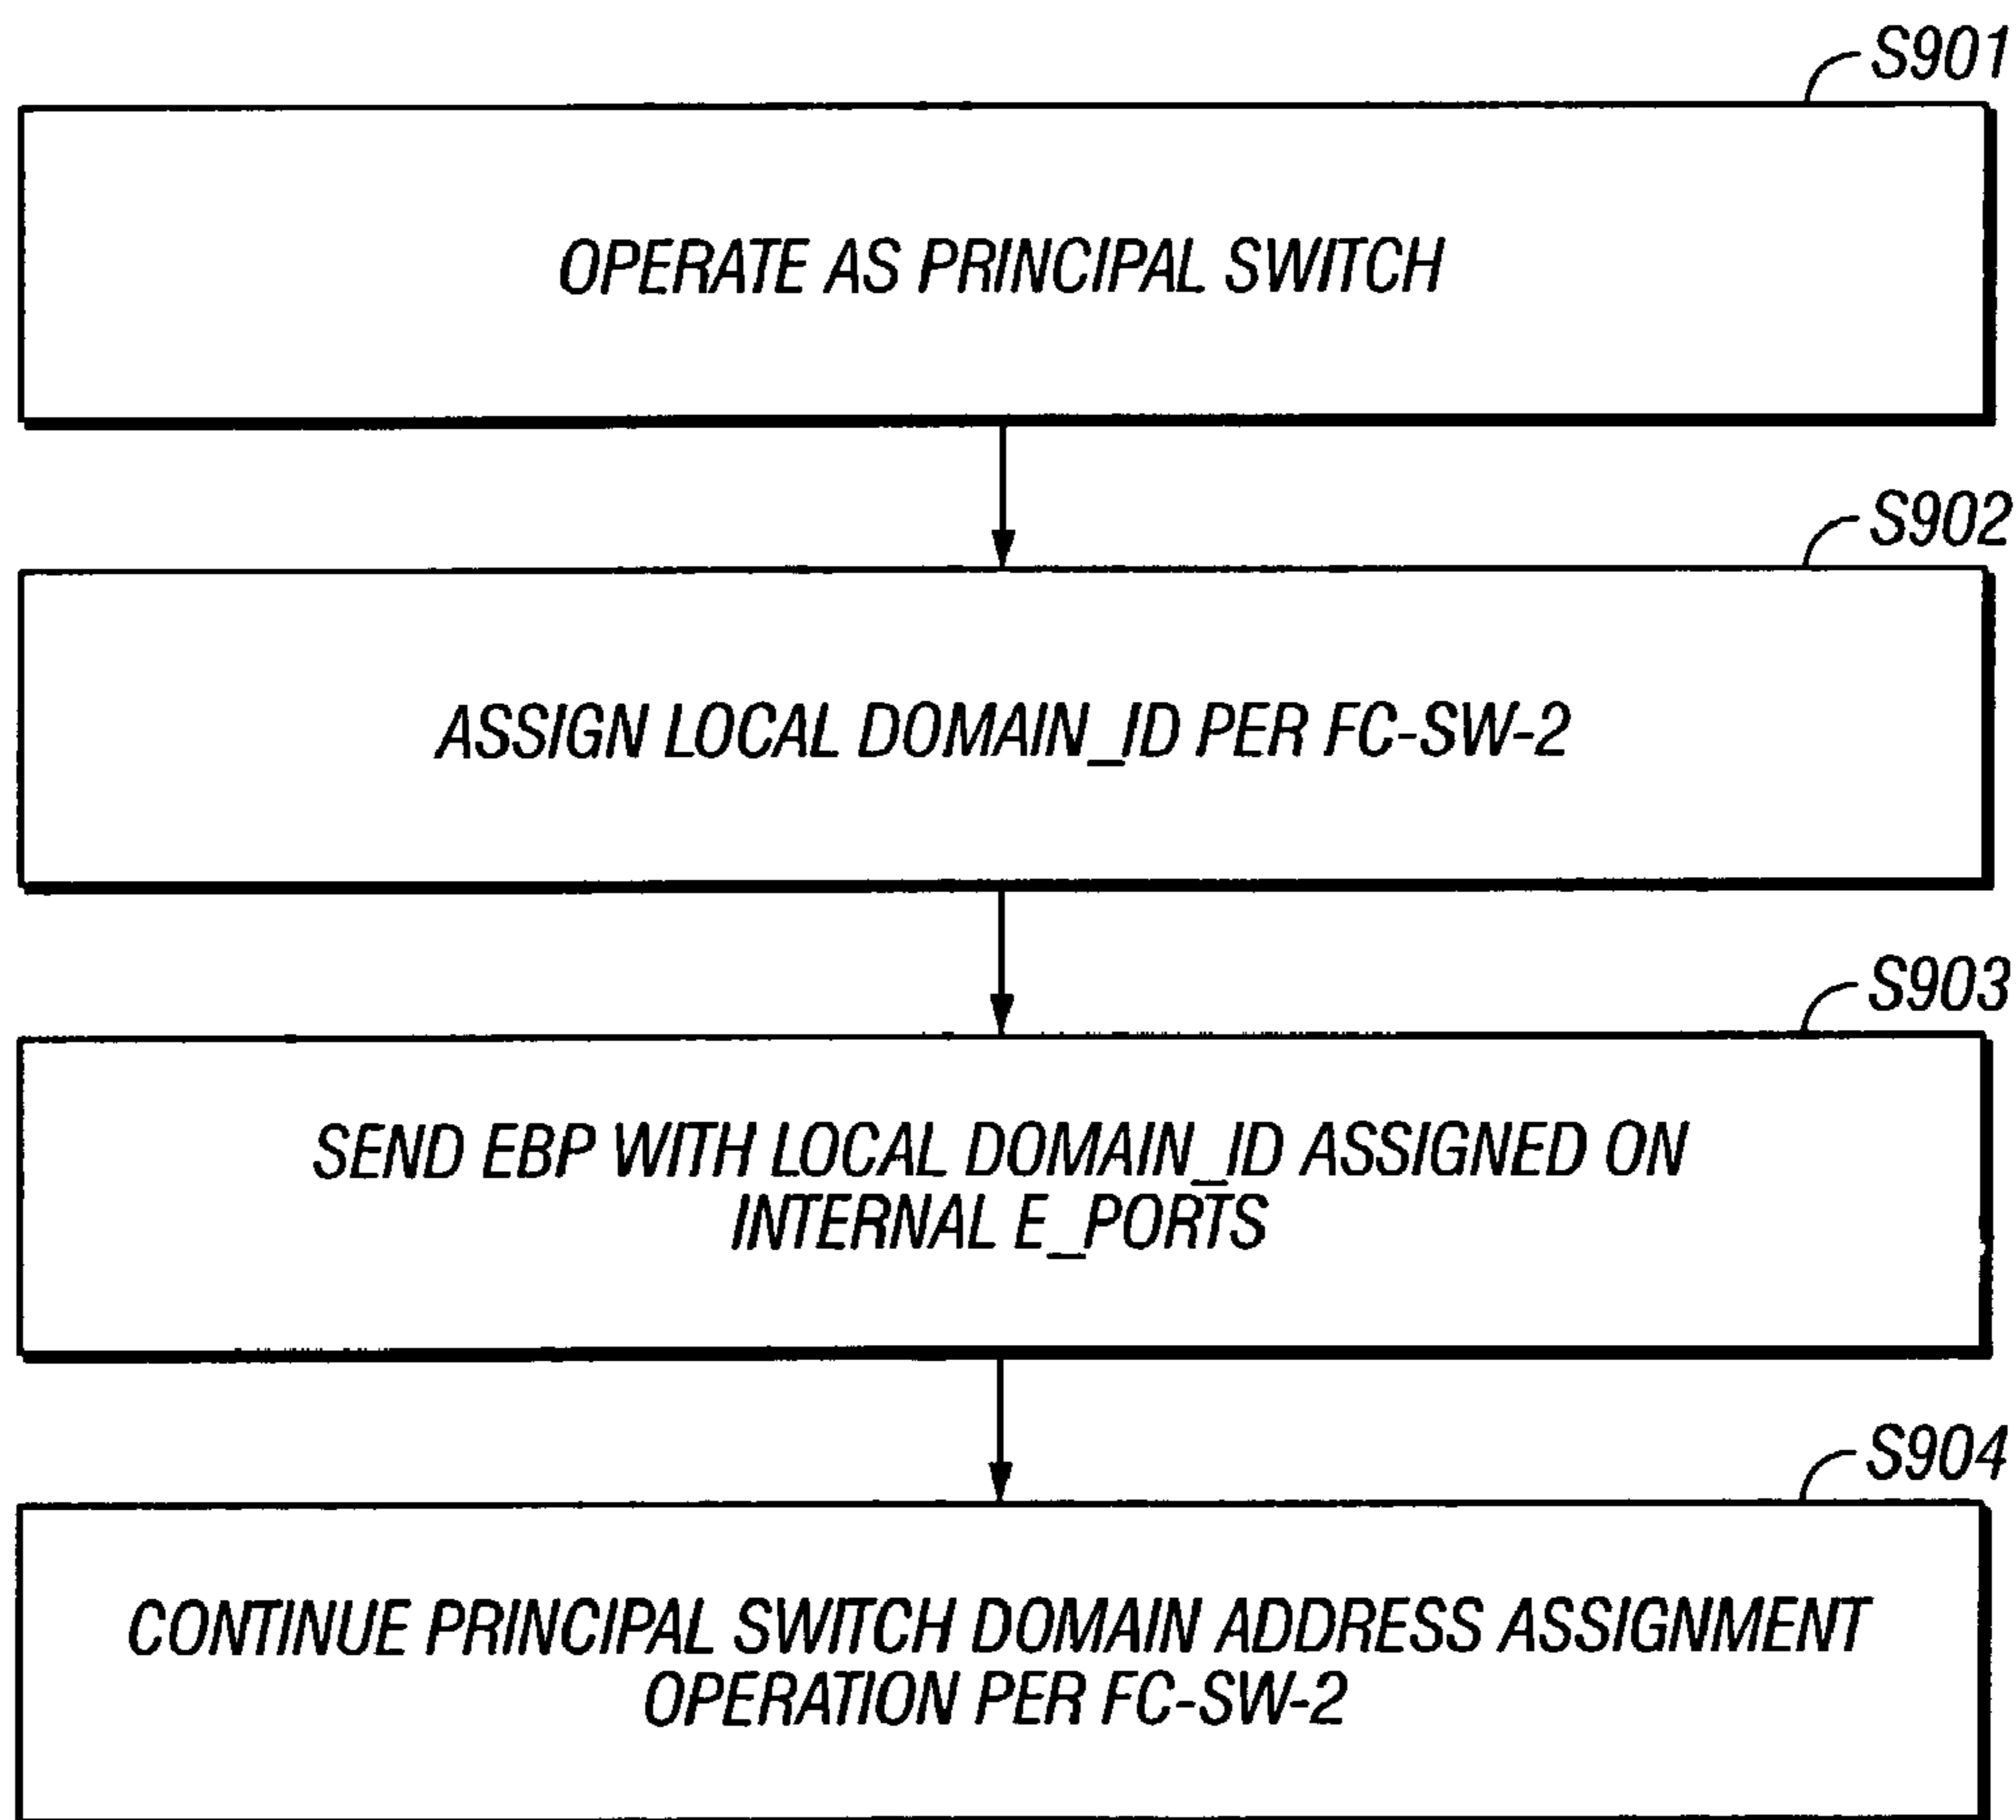 S901
OPERATE AS PRINCIPAL SWITCH
S902
ASSIGN LOCAL DOMAIN_ID PER FC-SW-2
S903
SEND EBP WITH LOCAL DOMAIN_ID ASSIGNED ON
INTERNAL E_PORTS
S904
CONTINUE PRINCIPAL SWITCH DOMAIN ADDRESS ASSIGNMENT
OPERATION PER FC-SW-2